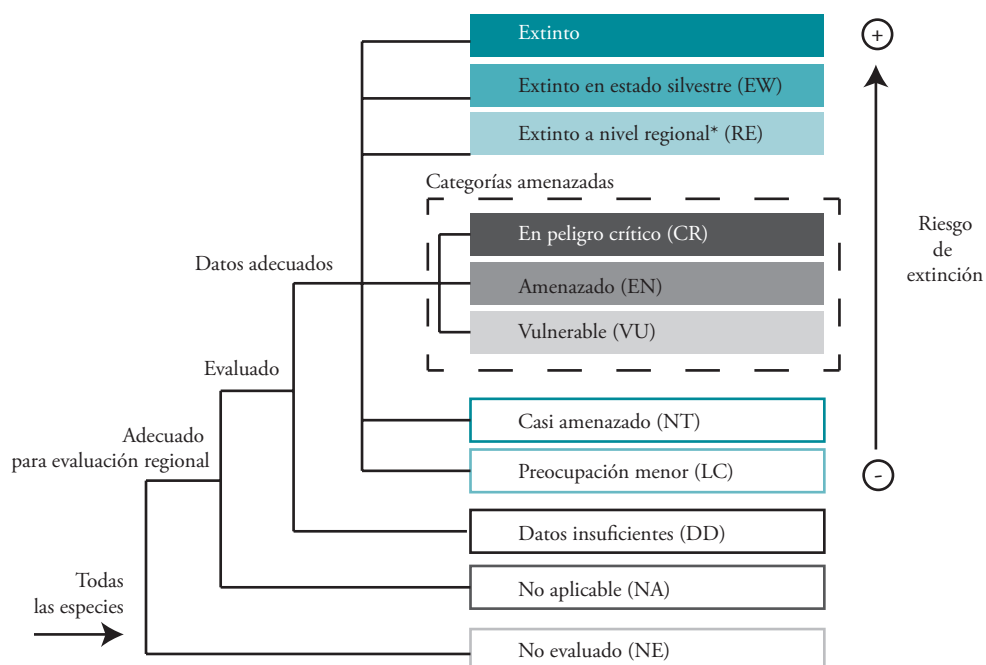 Extinto
+
Extinto en estado silvestre (EW)
Extinto a nivel regional* (RE)
Categorías amenazadas
En peligro crítico (CR)
Riesgo
de
extinción
Datos adecuados
Amenazado (EN)
Vulnerable (VU)
Evaluado
Casi amenazado (NT)
Adecuado
para evaluación regional
Preocupación menor (LC)
-
Datos insuficientes (DD)
Todas
las especies
No aplicable (NA)
No evaluado (NE)